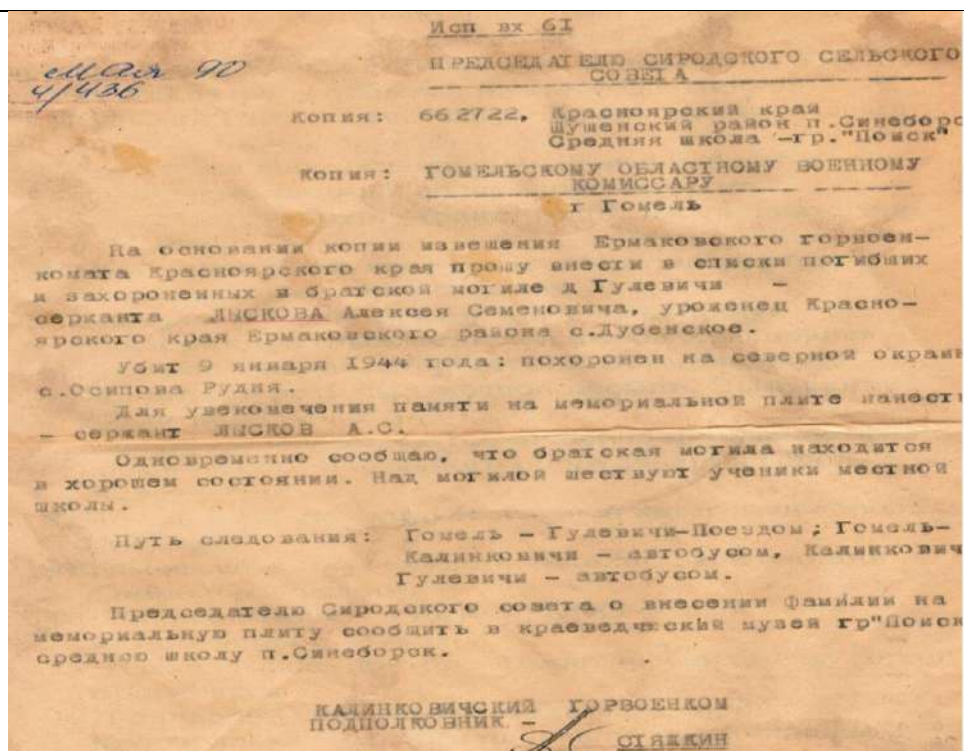 Исп вх 61
мая 90
4/436
ПРЕДСЕДАТЕЛЮ СИРОДСКОГО СЕЛЬСКОГО
СОВЕТА
Копия: 662722, Красноярский край
Шушенский район п.Синеборс
Средняя школа -гр."Поиск"
Копия: ГОМЕЛЬСКОМУ ОБЛАСТНОМУ ВОЕННОМУ
КОМИССАРУ
г Гомель
На основании копии извещения Ермаковского горвоен-
комата Красноярского края прошу внести в списки погибших
и захороненных в братской могиле д Гулевичи -
сержанта ЛЫСКОВА Алексея Семеновича, уроженец Красно-
ярского края Ермаковского района с.Дубенское.
Убит 9 января 1944 года: похоронен на северной окраин
с.Осипова Рудня.
Для увековечения памяти на мемориальной плите нанести
- сержант ЛЫСКОВ А.С.
Одновременно сообщаю, что братская могила находится
в хорошем состоянии. Над могилой шествуют ученики местной
школы.
Путь следования: Гомель - Гулевичи-Поездом; Гомель-
Калинковичи - автобусом, Калинкович
Гулевичи - автобусом.
Председателю Сиродского совета о внесении фамилии на
мемориальную плиту сообщить в краеведческий музей гр"Поиск
среднюю школу п.Синеборск.
КАЛИНКОВИЧСКИЙ ГОРВОЕНКОМ
ПОДПОЛКОВНИК -
СТЯЖКИН